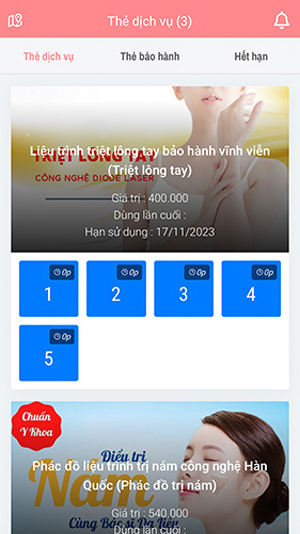 Thẻ dịch vụ (3)
Thẻ dịch vụ
Thẻ bảo hành
Hết hạn
TRIỆT LÔNG TAY
CÔNG NGHỆ DIODE LASER
Liệu trình triệt lông tay bảo hành vĩnh viễn
(Triệt lông tay)
Giá trị : 400.000
Dùng lần cuối :
Hạn sử dụng : 17/11/2023
0p
0p
0p
0p
1
2
3
4
0p
5
Chuẩn
Y Khoa
Điều trị
Nám
Phác đồ liệu trình trị nám công nghệ Hàn
Quốc (Phác đồ trị nám)
Giá trị : 540.000
Cùng Bác sĩ Da Liễu
Dùng lần cuối :